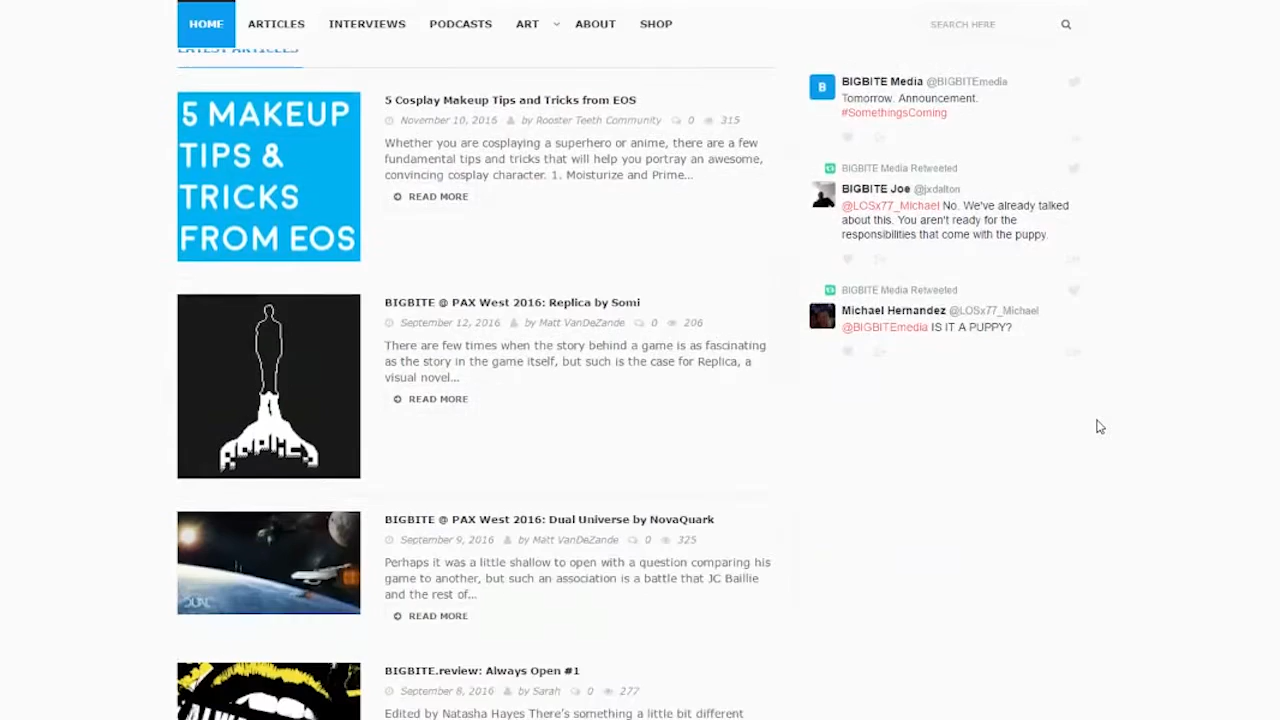 HOME
ARTICLES
INTERVIEWS
PODCASTS
ART
ABOUT
SHOP
SEARCH HERE
LATEST ARTICLES
5 MAKEUP
TIPS &
TRICKS
FROM EOS
5 Cosplay Makeup Tips and Tricks from EOS
November 10, 2016 by Rooster Teeth Community 0 315
Whether you are cosplaying a superhero or anime, there are a few
fundamental tips and tricks that will help you portray an awesome,
convincing cosplay character. 1. Moisturize and Prime...
READ MORE
Replica
BIGBITE @ PAX West 2016: Replica by Somi
September 12, 2016 by Matt VanDeZande 0 206
There are few times when the story behind a game is as fascinating
as the story in the game itself, but such is the case for Replica, a
visual novel...
READ MORE
DUAL
BIGBITE @ PAX West 2016: Dual Universe by NovaQuark
September 9, 2016 by Matt VanDeZande 0 325
Perhaps it was a little shallow to open with a question comparing his
game to another, but such an association is a battle that JC Baillie
and the rest of...
READ MORE
BIGBITE.review: Always Open #1
September 8, 2016 by Sarah 0 277
Edited by Natasha Hayes There's something a little bit different
B
BIGBITE Media @BIGBITEmedia
Tomorrow. Announcement.
#SomethingsComing
BIGBITE Media Retweeted
BIGBITE Joe @jxdalton
@LOSx77_Michael No. We've already talked
about this. You aren't ready for the
responsibilities that come with the puppy.
BIGBITE Media Retweeted
Michael Hernandez @LOSx77_Michael
@BIGBITEmedia IS IT A PUPPY?